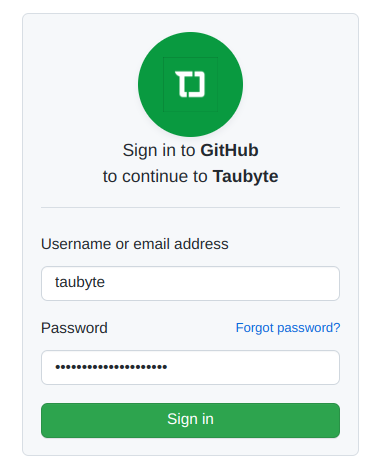 Sign in to GitHub
to continue to Taubyte
Username or email address
taubyte
Password Forgot password?
•••••••••••••••••••••
Sign in